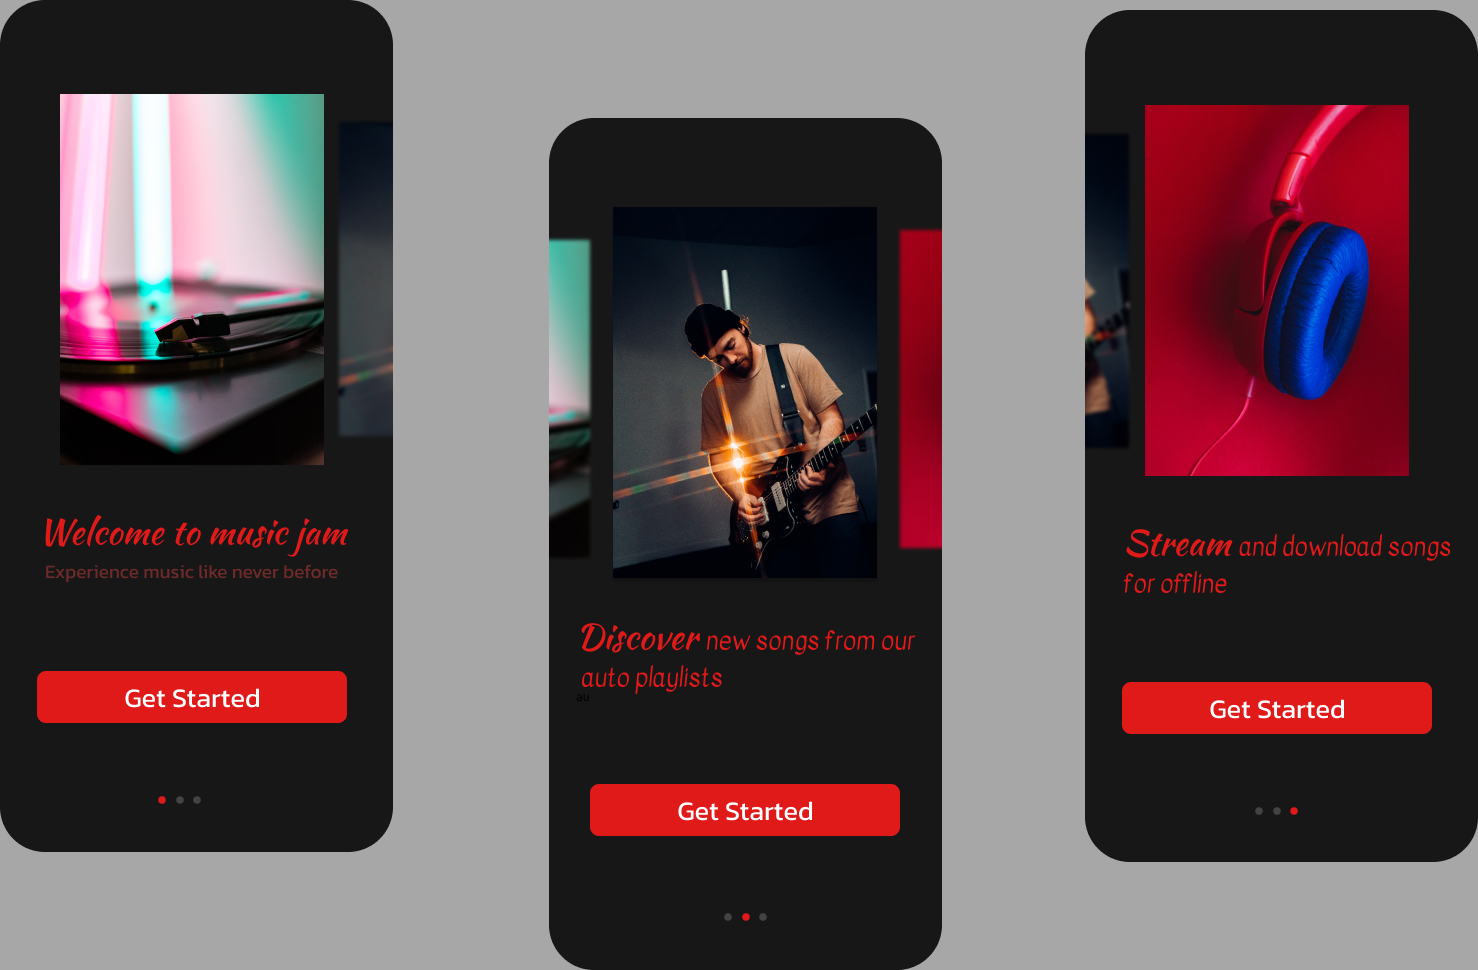 Welcome to music jam
Experience music like never before
Get Started
Discover new songs from our
auto playlists
au
Get Started
Stream and download songs
for offline
Get Started